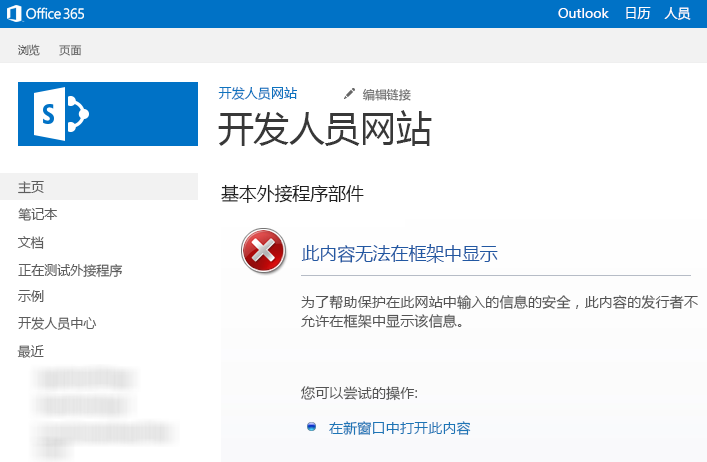 Office 365
Outlook 日历 人员
浏览 页面
S
开发人员网站 编辑链接
开发人员网站
主页
笔记本
文档
正在测试外接程序
示例
开发人员中心
最近
基本外接程序部件
此内容无法在框架中显示
为了帮助保护在此网站中输入的信息的安全，此内容的发行者不
允许在框架中显示该信息。
您可以尝试的操作:
在新窗口中打开此内容